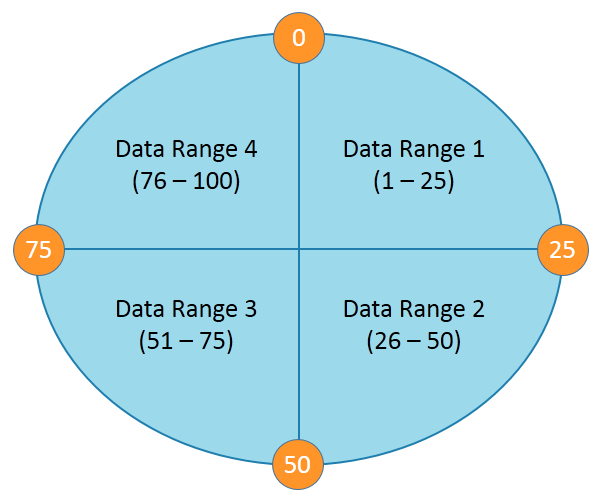 0
Data Range 4
(76 – 100)
Data Range 1
(1 – 25)
75
25
Data Range 3
(51 – 75)
Data Range 2
(26 – 50)
50